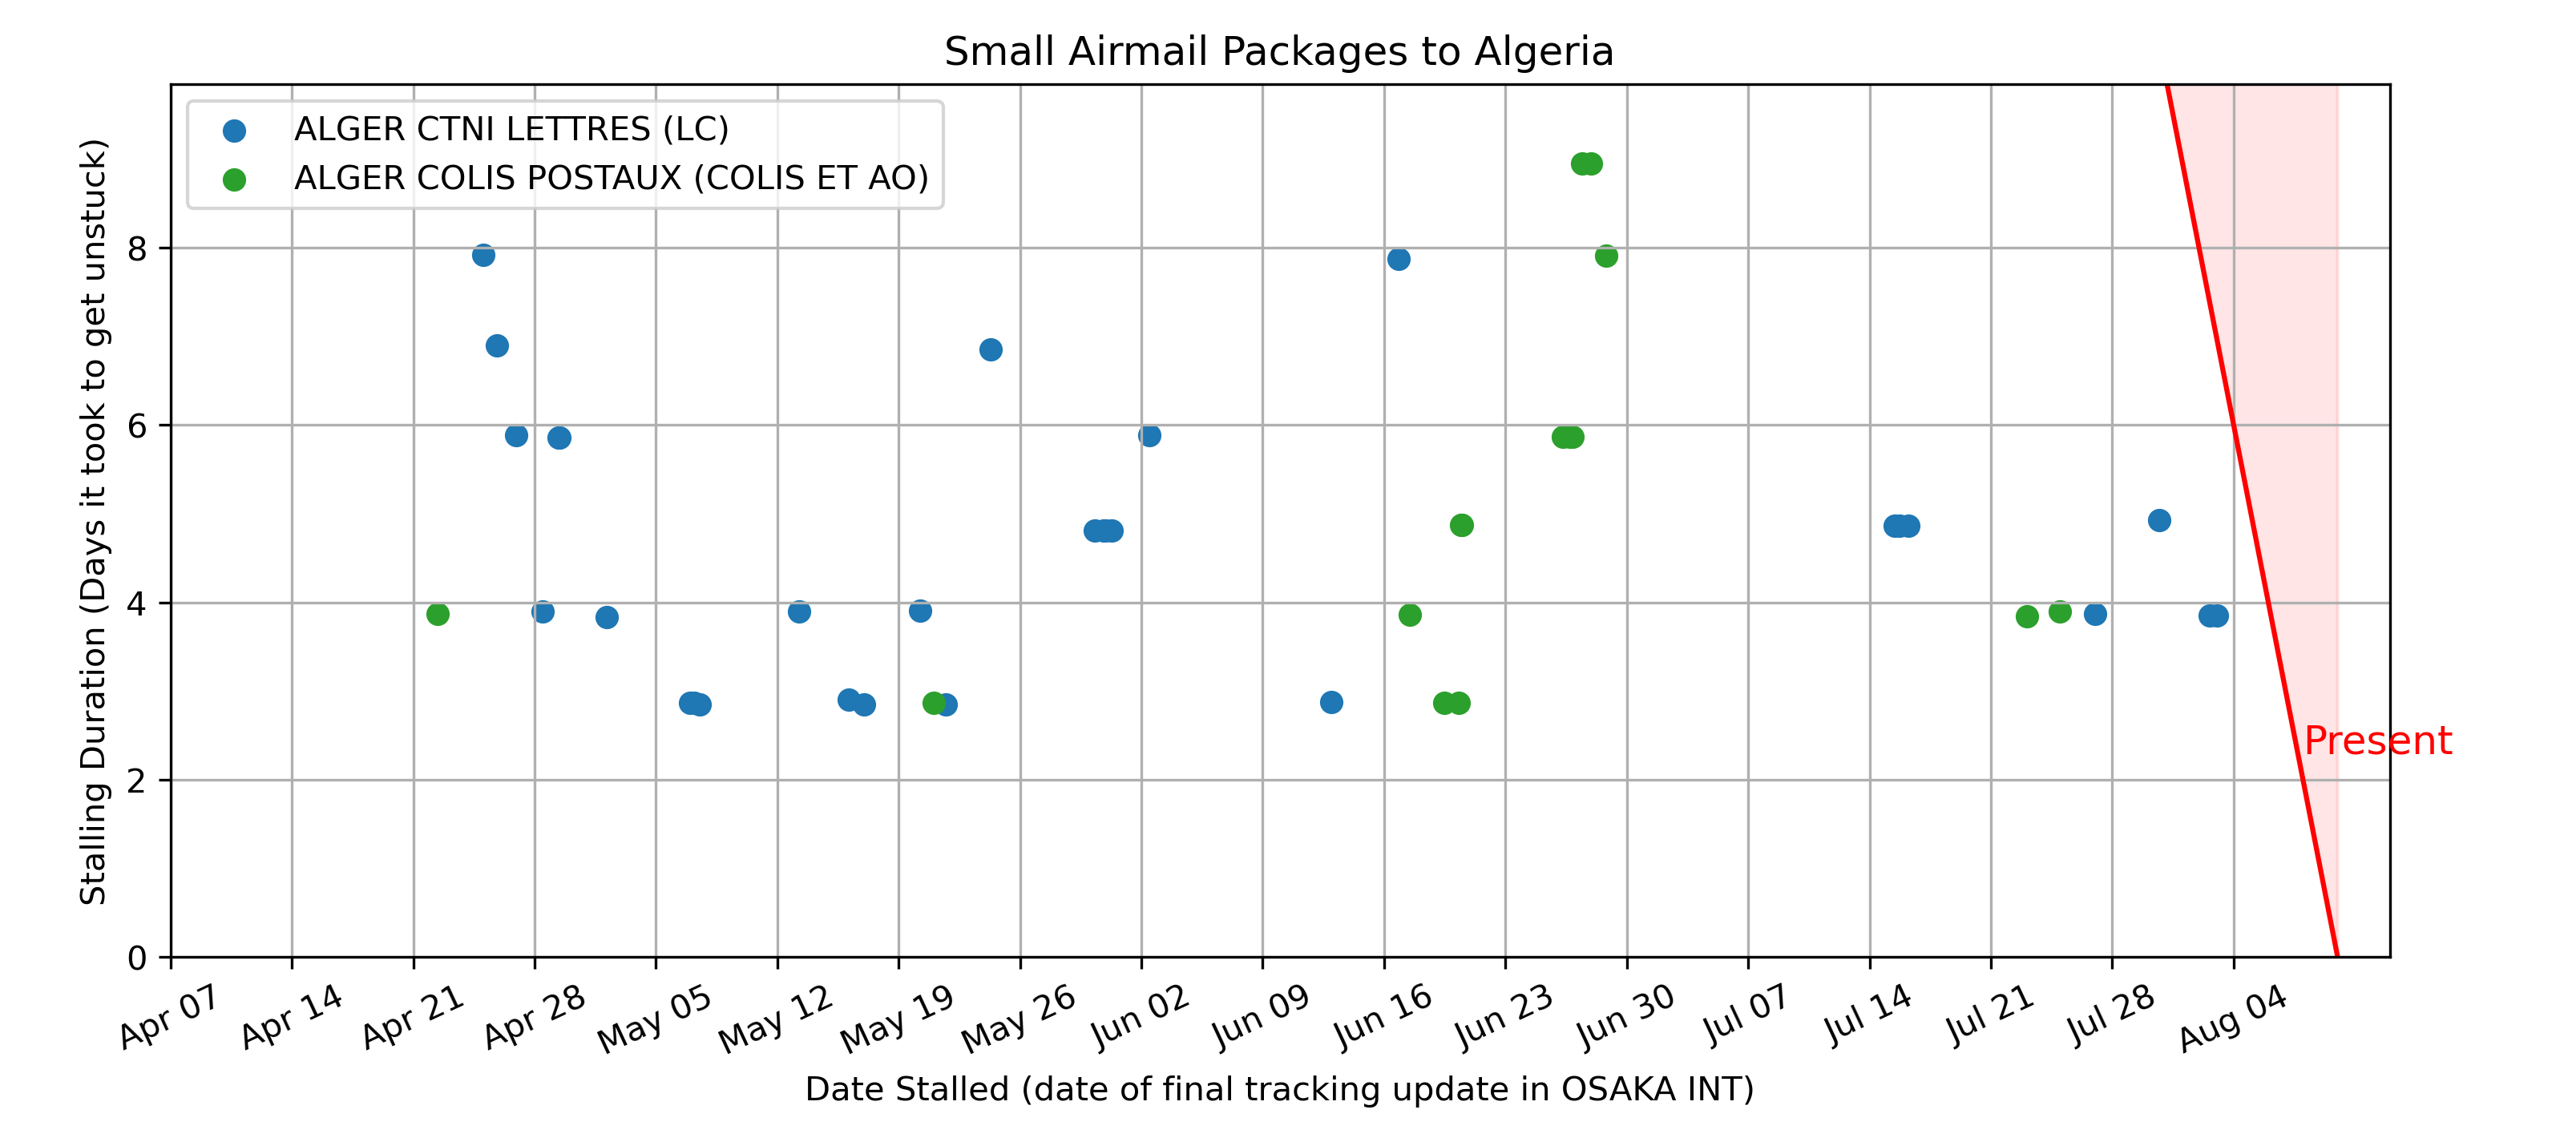 Small Airmail Packages to Algeria
ALGER CTNI LETTRES (LC)
ALGER COLIS POSTAUX (COLIS ET AO)
Stalling Duration (Days it took to get unstuck)
8
6
4
2
0
Present
Apr 07
Apr 14
Apr 21
Apr 28
May 05
May 12
May 19
May 26
Jun 02
Jun 09
Jun 16
Jun 23
Jun 30
Jul 07
Jul 14
Jul 21
Jul 28
Aug 04
Date Stalled (date of final tracking update in OSAKA INT)